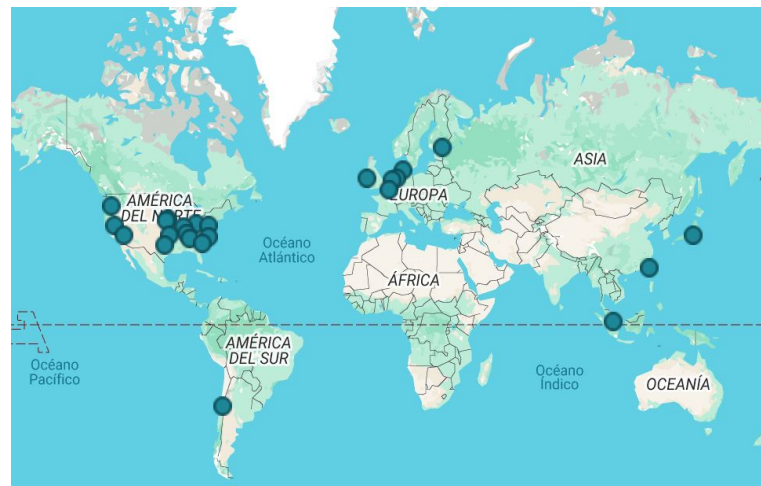 ASIA
AMÉRICA
DEL NORTE
EUROPA
Océano
Atlántico
ÁFRICA
AMÉRICA
DEL SUR
Océano
Pacífico
Océano
Índico
OCEANÍA